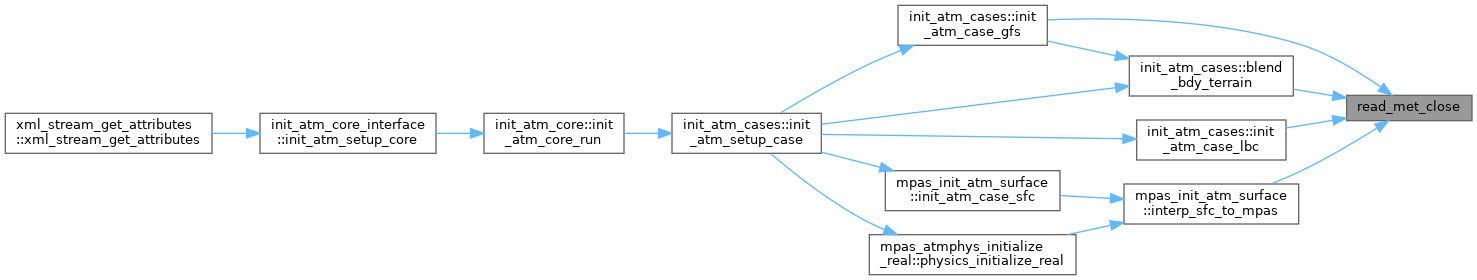 xml_stream_get_attributes
::xml_stream_get_attributes
init_atm_core_interface
::init_atm_setup_core
init_atm_core::init
_atm_core_run
init_atm_cases::init
_atm_setup_case
init_atm_cases::init
_atm_case_gfs
mpas_init_atm_surface
::init_atm_case_sfc
mpas_atmphys_initialize
_real::physics_initialize_real
init_atm_cases::blend
_bdy_terrain
init_atm_cases::init
_atm_case_lbc
mpas_init_atm_surface
::interp_sfc_to_mpas
read_met_close